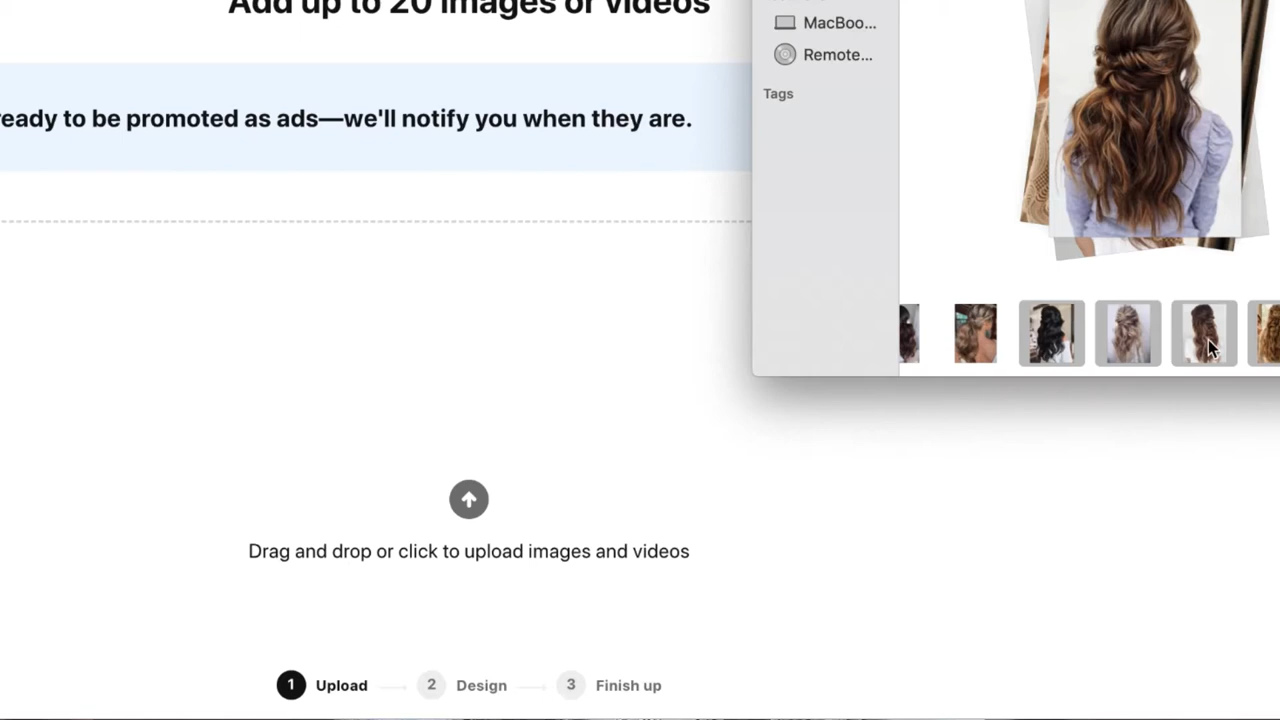 Add up to 20 images or videos
ready to be promoted as ads—we'll notify you when they are.
MacBoo...
Remote...
Tags
Drag and drop or click to upload images and videos
1 Upload 2 Design 3 Finish up